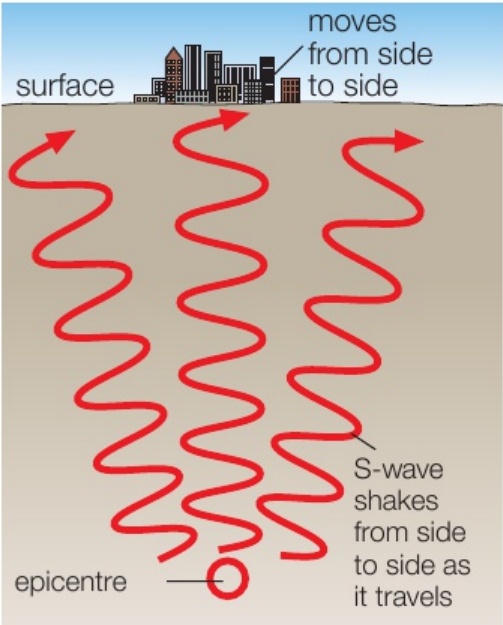 moves
from side
to side
surface
S-wave
shakes
from side
to side as
it travels
epicentre